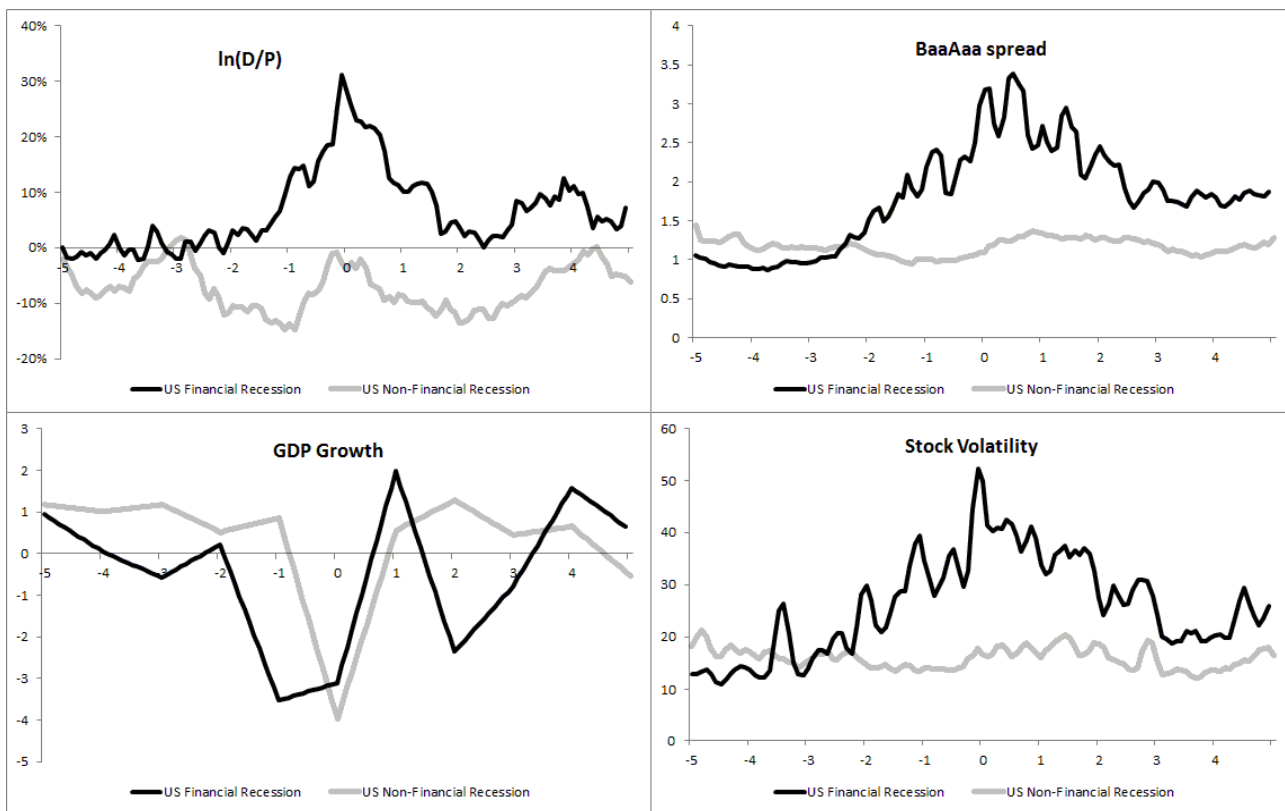 ln(D/P)
40%
30%
20%
10%
0%
-10%
-20%
-5 -4 -3 -2 -1 0 1 2 3 4
US Financial Recession US Non-Financial Recession
BaaAaa spread
4
3.5
3
2.5
2
1.5
1
0.5
0
-5 -4 -3 -2 -1 0 1 2 3 4
US Financial Recession US Non-Financial Recession
GDP Growth
3
2
1
0
-1
-2
-3
-4
-5
-5 -4 -3 -2 -1 0 1 2 3 4
US Financial Recession US Non-Financial Recession
Stock Volatility
60
50
40
30
20
10
0
-5 -4 -3 -2 -1 0 1 2 3 4
US Financial Recession US Non-Financial Recession